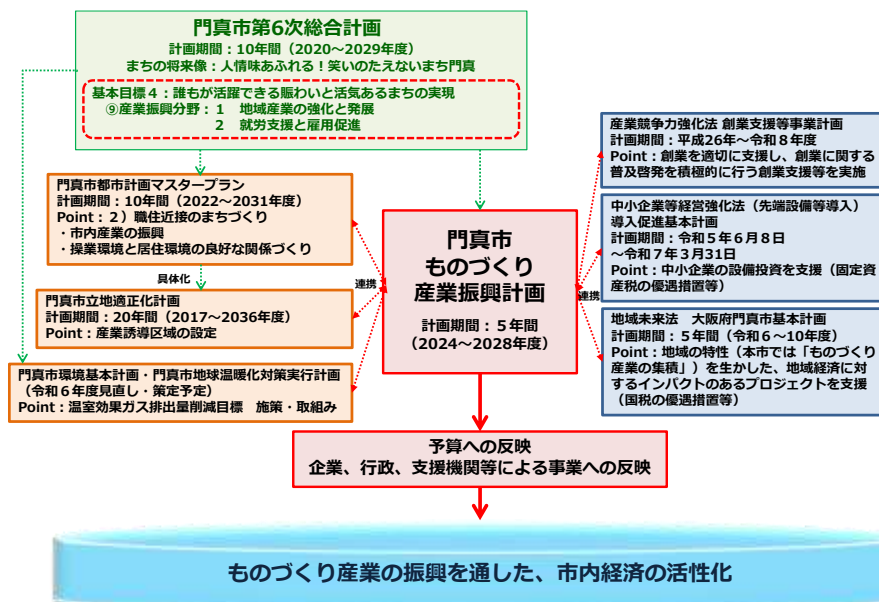 門真市第6次総合計画
計画期間：10年間（2020～2029年度）
まちの将来像：人情味あふれる！笑いのたえないまち門真
基本目標４：誰もが活躍できる賑わいと活気あるまちの実現
⑨産業振興分野：１　地域産業の強化と発展
２　就労支援と雇用促進
門真市都市計画マスタープラン
計画期間：10年間（2022～2031年度）
Point：２）職住近接のまちづくり
・市内産業の振興
・操業環境と居住環境の良好な関係づくり
具体化
門真市立地適正化計画
計画期間：20年間（2017～2036年度）
Point：産業誘導区域の設定
門真市環境基本計画・門真市地球温暖化対策実行計画
（令和６年度見直し・策定予定）
Point：温室効果ガス排出量削減目標　施策・取組み
連携
門真市
ものづくり
産業振興計画
計画期間：５年間
（2024～2028年度）
連携
産業競争力強化法 創業支援等事業計画
計画期間：平成26年～令和８年度
Point：創業を適切に支援し、創業に関する
普及啓発を積極的に行う創業支援等を実施
中小企業等経営強化法（先端設備等導入）
導入促進基本計画
計画期間：令和５年６月８日
～令和７年３月31日
Point：中小企業の設備投資を支援（固定資
産税の優遇措置等）
地域未来法　大阪府門真市基本計画
計画期間：５年間（令和６～10年度）
Point：地域の特性（本市では「ものづくり
産業の集積」）を生かした、地域経済に対
するインパクトのあるプロジェクトを支援
（国税の優遇措置等）
予算への反映
企業、行政、支援機関等による事業への反映
ものづくり産業の振興を通した、市内経済の活性化